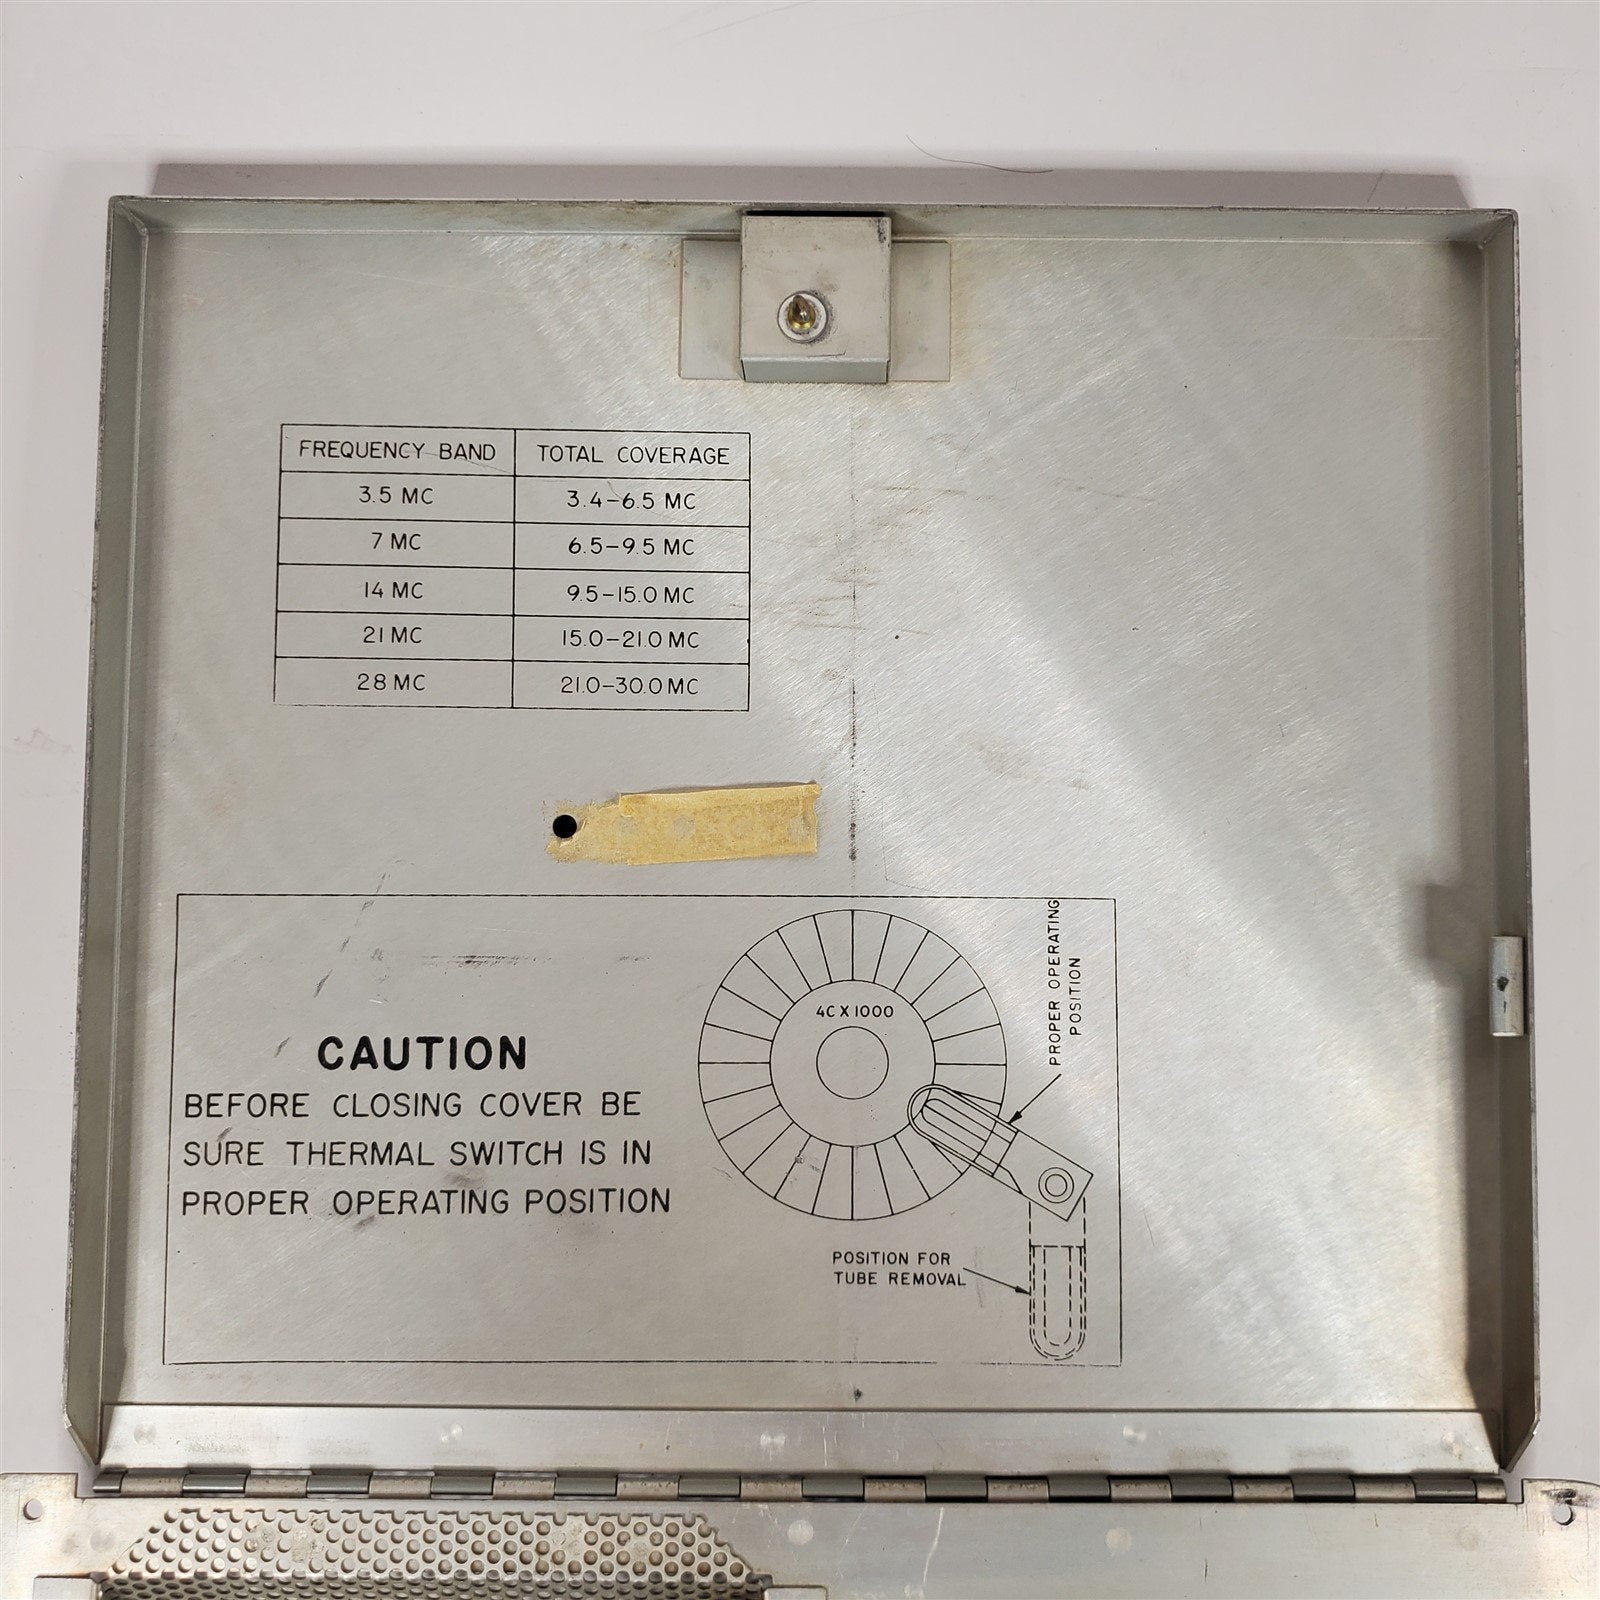 FREQUENCY BAND TOTAL COVERAGE
3.5 MC 3.4-6.5 MC
7 MC 6.5-9.5 MC
14 MC 9.5-15.0 MC
21 MC 15.0-21.0 MC
28 MC 21.0-30.0 MC
CAUTION
BEFORE CLOSING COVER BE
SURE THERMAL SWITCH IS IN
PROPER OPERATING POSITION
4CX1000
PROPER OPERATING
POSITION
POSITION FOR
TUBE REMOVAL